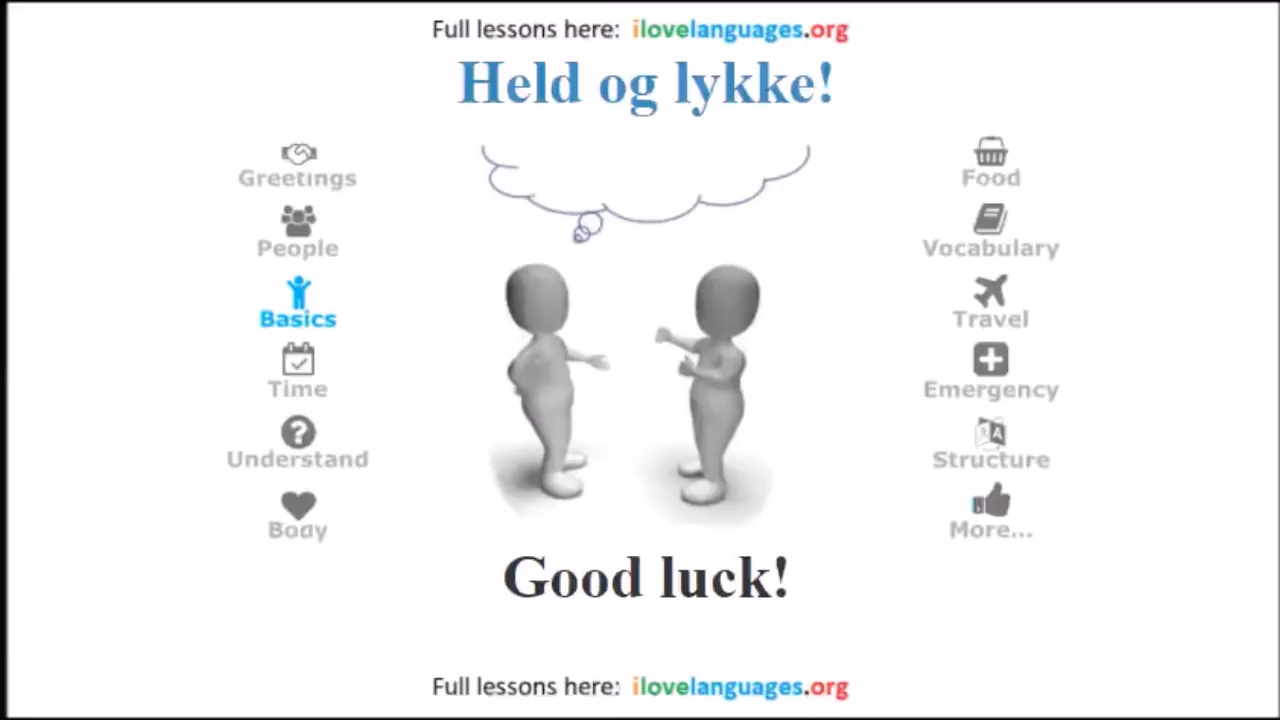 Full lessons here: ilovelanguages.org
Held og lykke!
Greetings
People
Basics
Time
Understand
Body
Food
Vocabulary
Travel
Emergency
Structure
More...
Good luck!
Full lessons here: ilovelanguages.org